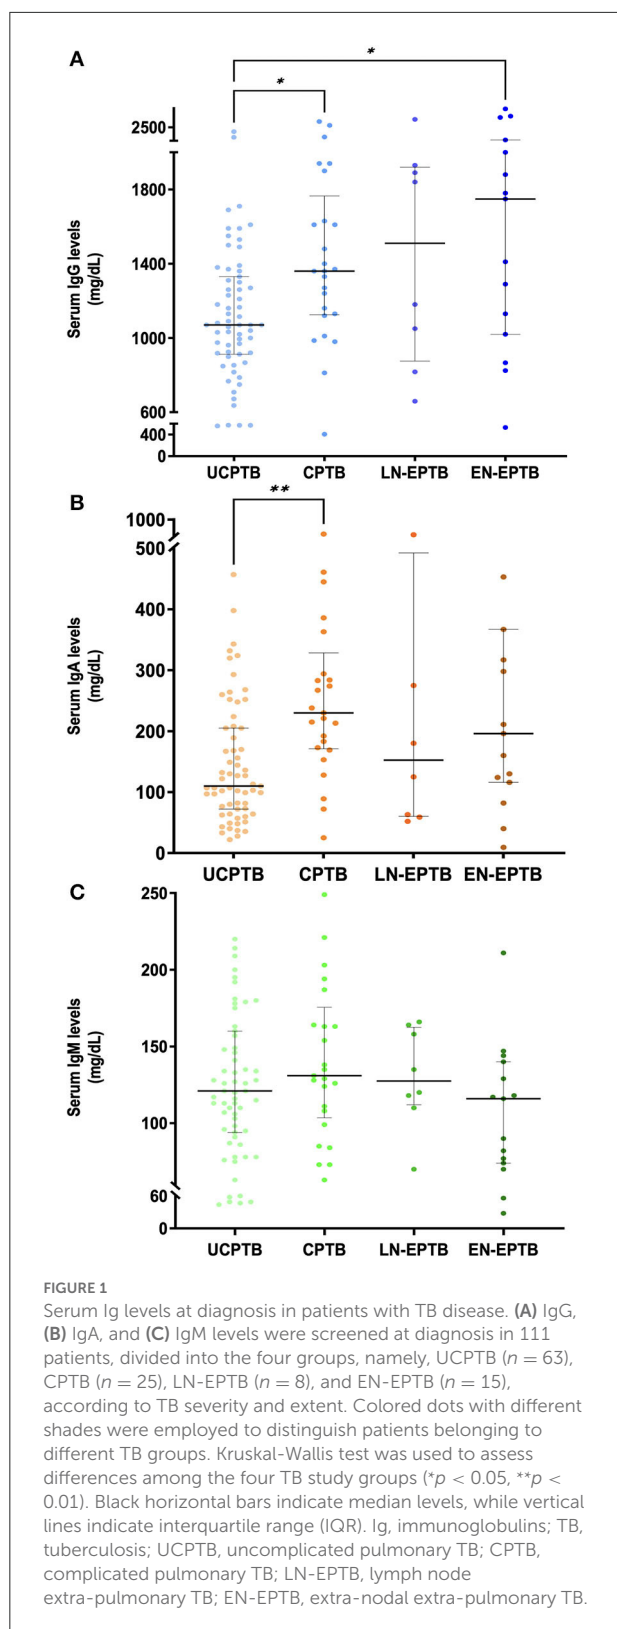 A
*
*
Serum IgG levels
(mg/dL)
2500
1800
1400
1000
600
400
0
UCPTB CPTB LN-EPTB EN-EPTB
B
**
Serum IgA levels
(mg/dL)
1000
500
400
300
200
100
0
UCPTB CPTB LN-EPTB EN-EPTB
C
Serum IgM levels
(mg/dL)
250
200
150
100
60
0
UCPTB CPTB LN-EPTB EN-EPTB
FIGURE 1
Serum Ig levels at diagnosis in patients with TB disease. (A) IgG,
(B) IgA, and (C) IgM levels were screened at diagnosis in 111
patients, divided into the four groups, namely, UCPTB (n = 63),
CPTB (n = 25), LN-EPTB (n = 8), and EN-EPTB (n = 15),
according to TB severity and extent. Colored dots with different
shades were employed to distinguish patients belonging to
different TB groups. Kruskal-Wallis test was used to assess
differences among the four TB study groups (*p < 0.05, **p <
0.01). Black horizontal bars indicate median levels, while vertical
lines indicate interquartile range (IQR). Ig, immunoglobulins; TB,
tuberculosis; UCPTB, uncomplicated pulmonary TB; CPTB,
complicated pulmonary TB; LN-EPTB, lymph node
extra-pulmonary TB; EN-EPTB, extra-nodal extra-pulmonary TB.